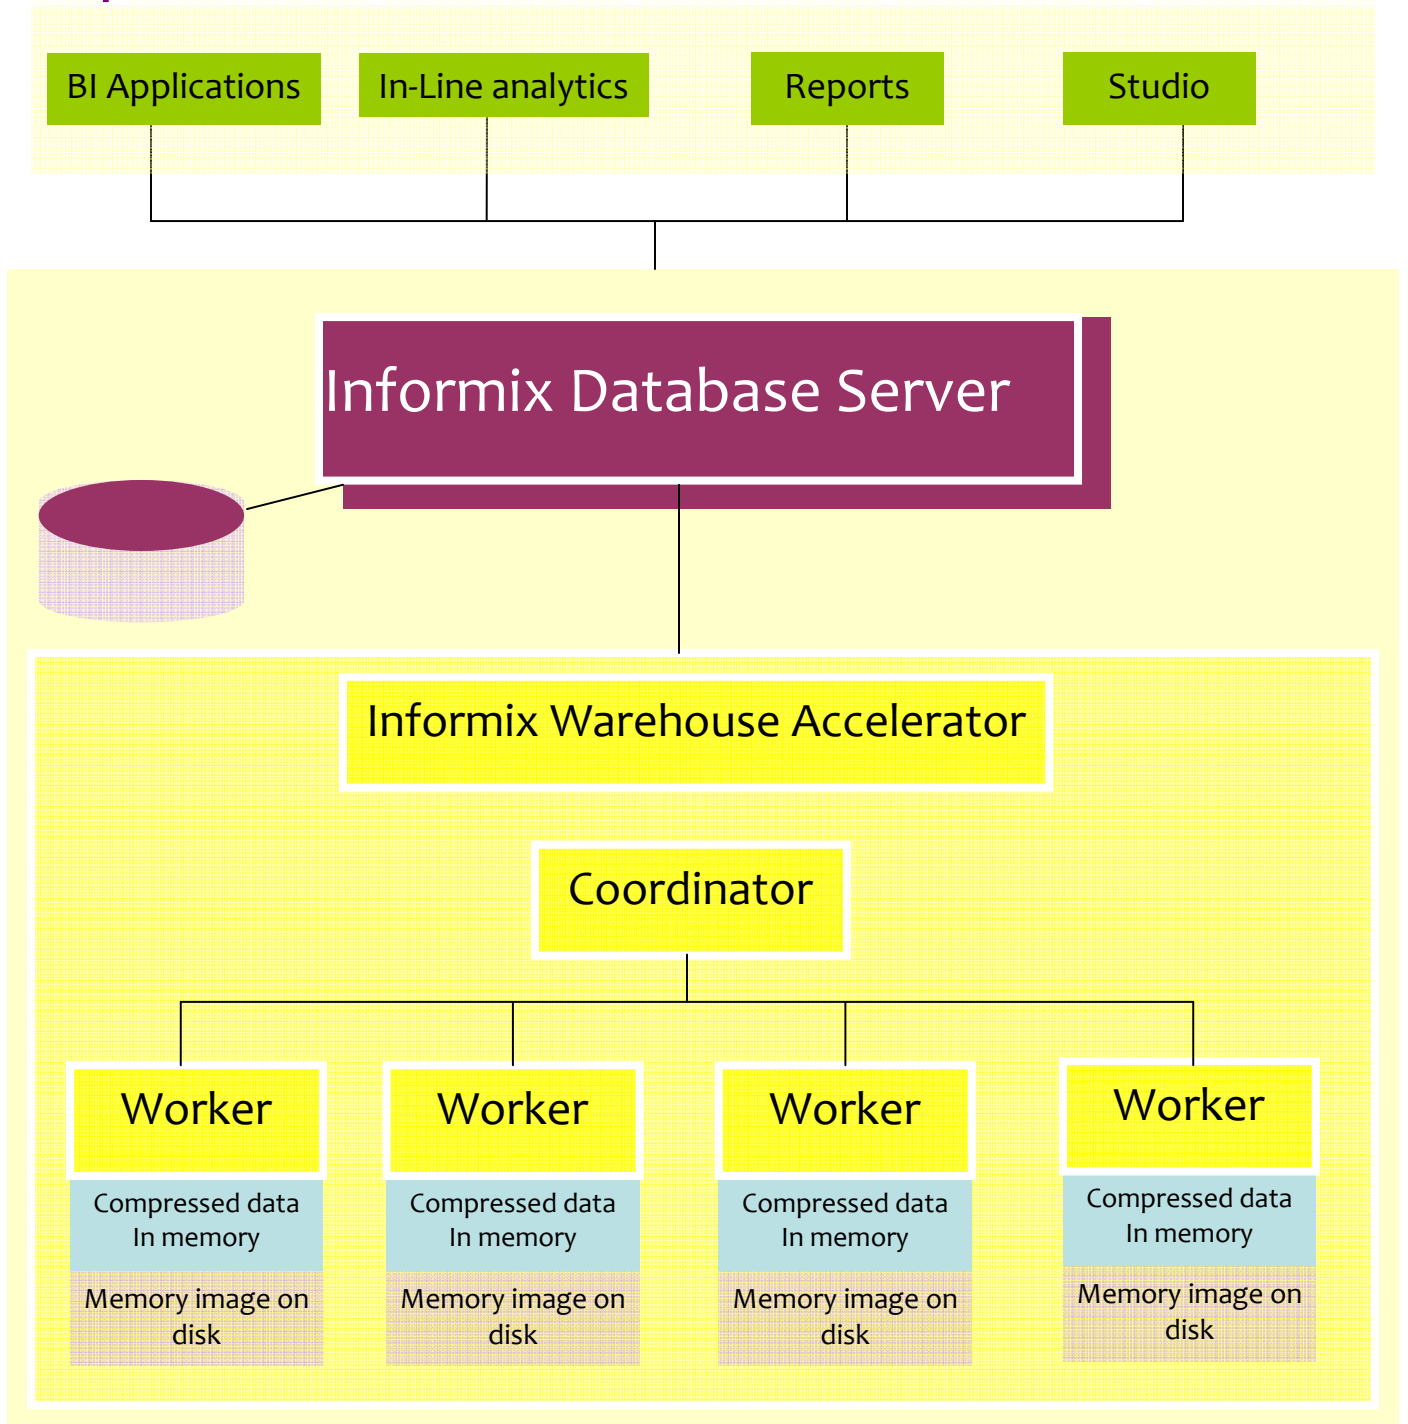 BI Applications
In-Line analytics
Reports
Studio
Informix Database Server
Informix Warehouse Accelerator
Coordinator
Worker
Worker
Worker
Worker
Compressed data
In memory
Compressed data
In memory
Compressed data
In memory
Compressed data
In memory
Memory image on
disk
Memory image on
disk
Memory image on
disk
Memory image on
disk